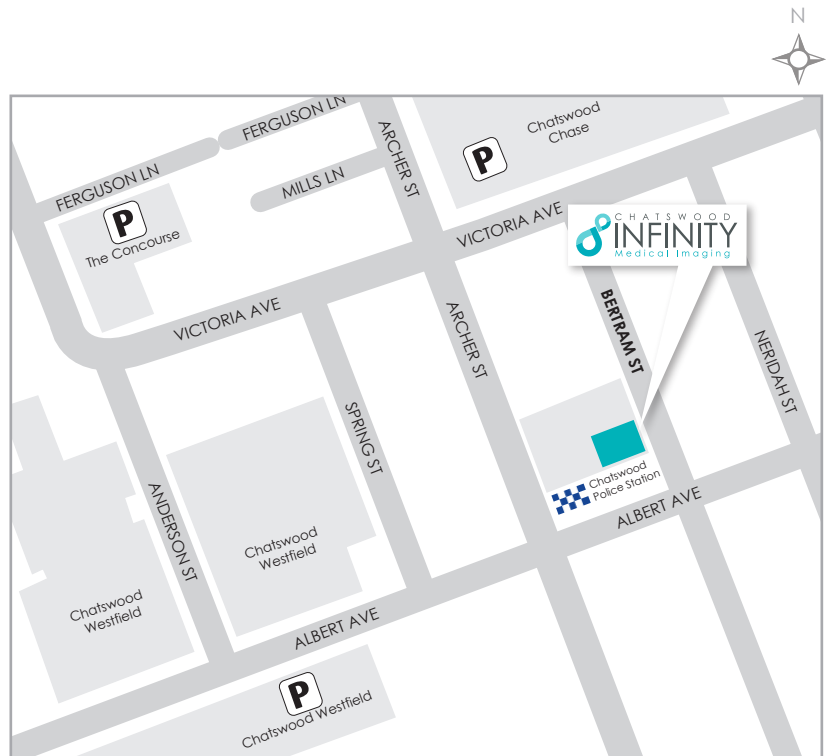 N
FERGUSON LN
FERGUSON LN
ARCHER ST
MILLS LN
P
The Concourse
P
Chatswood
Chase
VICTORIA AVE
CHATSWOOD
INFINITY
Medical Imaging
VICTORIA AVE
BERTRAM ST
ARCHER ST
NERIDAH ST
SPRING ST
ANDERSON ST
Chatswood
Westfield
Chatswood
Police Station
ALBERT AVE
Chatswood
Westfield
ALBERT AVE
P
Chatswood Westfield